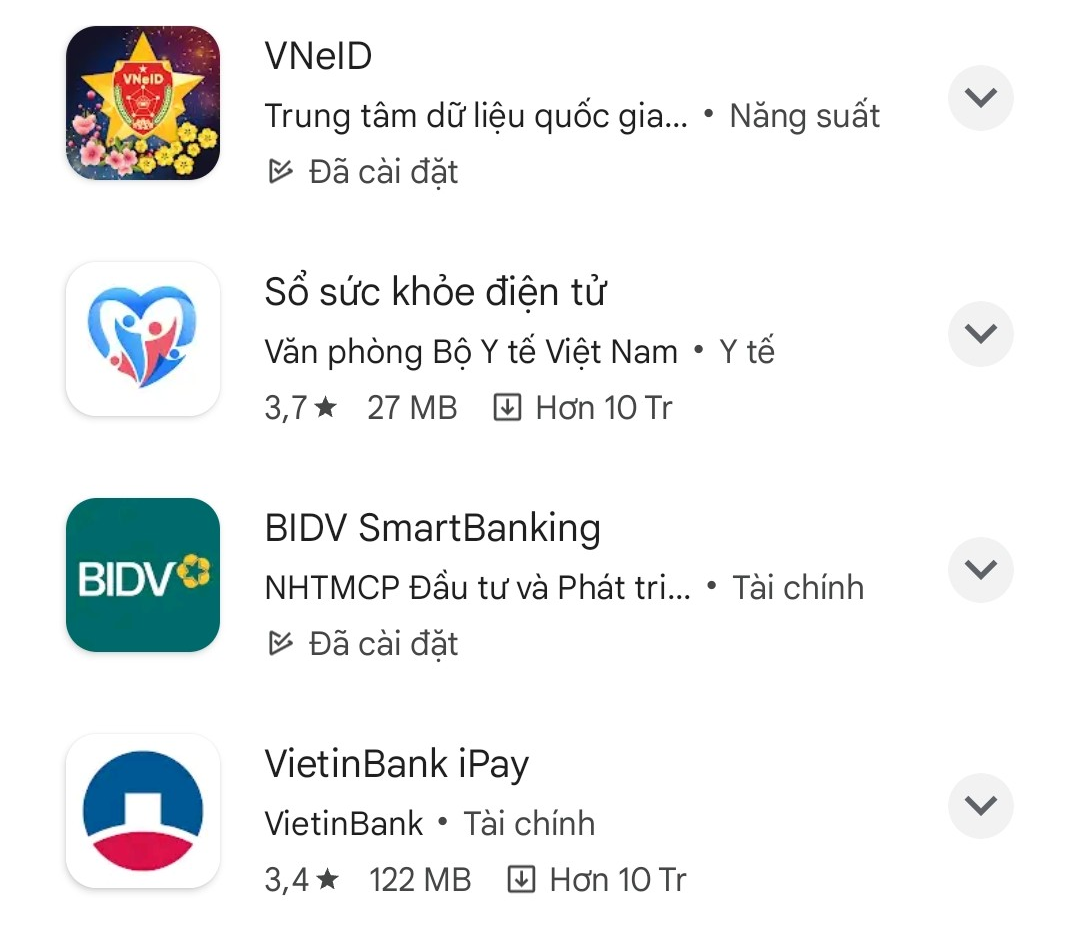 VNeID
VNeID
Trung tâm dữ liệu quốc gia... • Năng suất
Đã cài đặt
Sổ sức khỏe điện tử
Văn phòng Bộ Y tế Việt Nam • Y tế
3,7★ 27 MB Hơn 10 Tr
BIDV
BIDV SmartBanking
NHTMCP Đầu tư và Phát tri... • Tài chính
Đã cài đặt
VietinBank iPay
VietinBank • Tài chính
3,4★ 122 MB Hơn 10 Tr